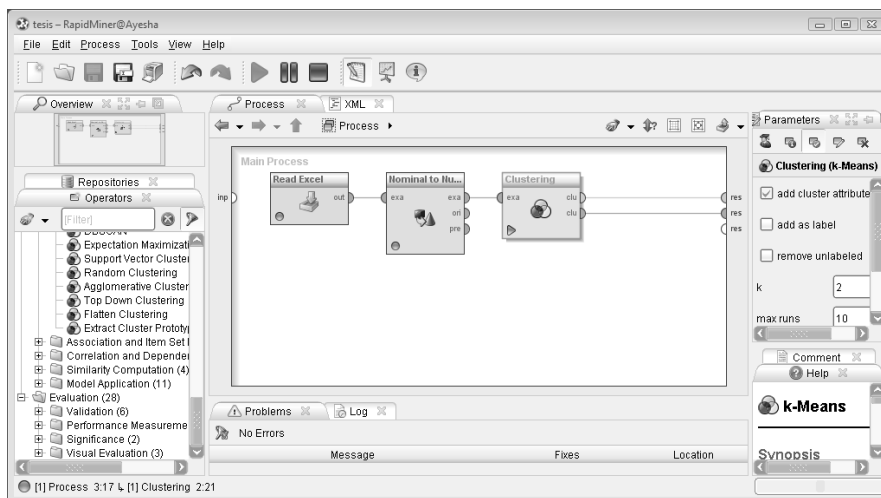 tesis – RapidMiner@Ayesha
File Edit Process Tools View Help
Overview
Process
XML
Process
Parameters
Clustering (k-Means)
add cluster attribute
add as label
remove unlabeled
k 2
max runs 10
Comment
Help
k-Means
Synopsis
Repositories
Operators
[Filter]
DBSCAN
Expectation Maximizati
Support Vector Cluster
Random Clustering
Agglomerative Cluster
Top Down Clustering
Flatten Clustering
Extract Cluster Prototyp
Association and Item Set I
Correlation and Depender
Similarity Computation (4)
Model Application (11)
Evaluation (28)
Validation (6)
Performance Measureme
Significance (2)
Visual Evaluation (3)
Main Process
inp
Read Excel
out
Nominal to Nu...
exa exa
ori
pre
Clustering
exa clu
clu
res
res
res
Problems
Log
No Errors
Message Fixes Location
[1] Process 3:17 ↳ [1] Clustering 2:21